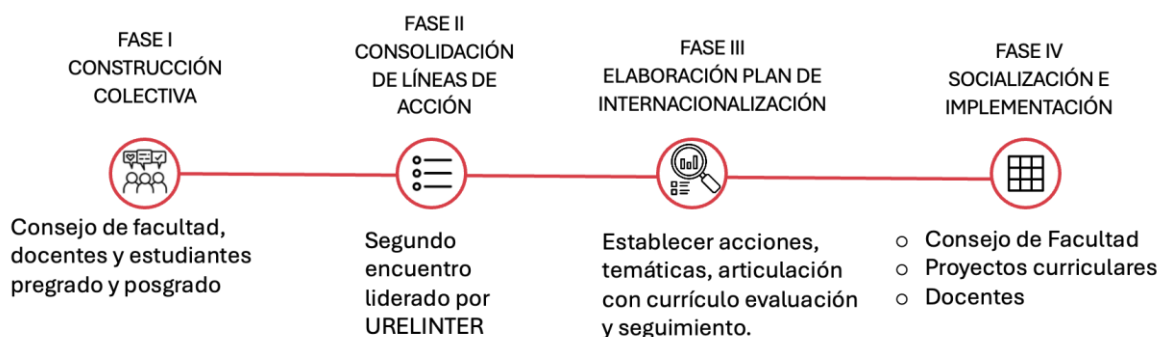 FASE I
CONSTRUCCIÓN
COLECTIVA
Consejo de facultad,
docentes y estudiantes
pregrado y posgrado
FASE II
CONSOLIDACIÓN
DE LÍNEAS DE
ACCIÓN
Segundo
encuentro
liderado por
URELINTER
FASE III
ELABORACIÓN PLAN DE
INTERNACIONALIZACIÓN
Establecer acciones,
temáticas, articulación
con currículo evaluación
y seguimiento.
FASE IV
SOCIALIZACIÓN E
IMPLEMENTACIÓN
o Consejo de Facultad
o Proyectos curriculares
o Docentes